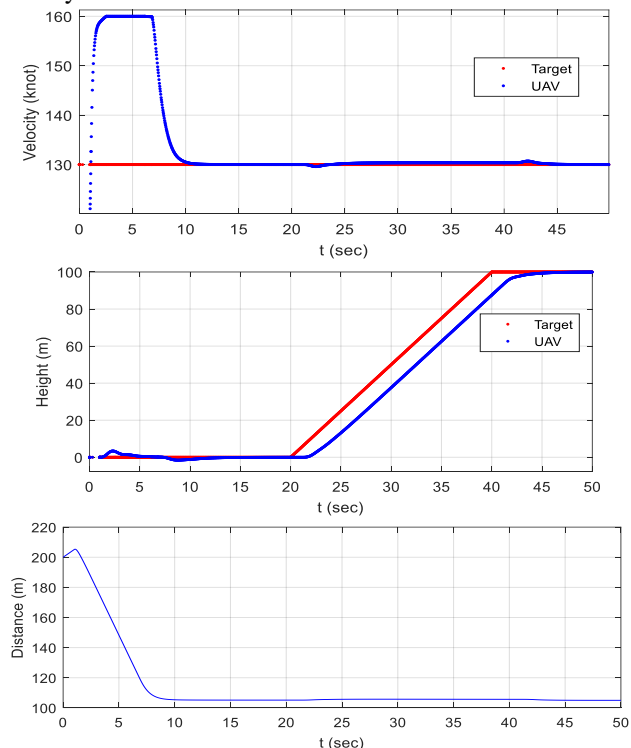 160
150
140
130
Velocity (knot)
Target
UAV
0 5 10 15 20 25 30 35 40 45
t (sec)
100
80
60
40
20
0
Height (m)
Target
UAV
0 5 10 15 20 25 30 35 40 45 50
t (sec)
220
200
180
160
140
120
100
Distance (m)
0 5 10 15 20 25 30 35 40 45 50
t (sec)